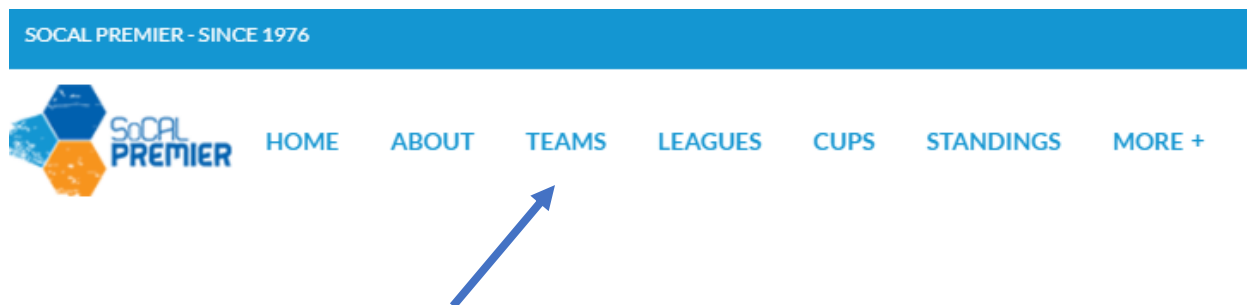 SOCAL PREMIER - SINCE 1976
SoCAL
PREMIER
HOME ABOUT TEAMS LEAGUES CUPS STANDINGS MORE +